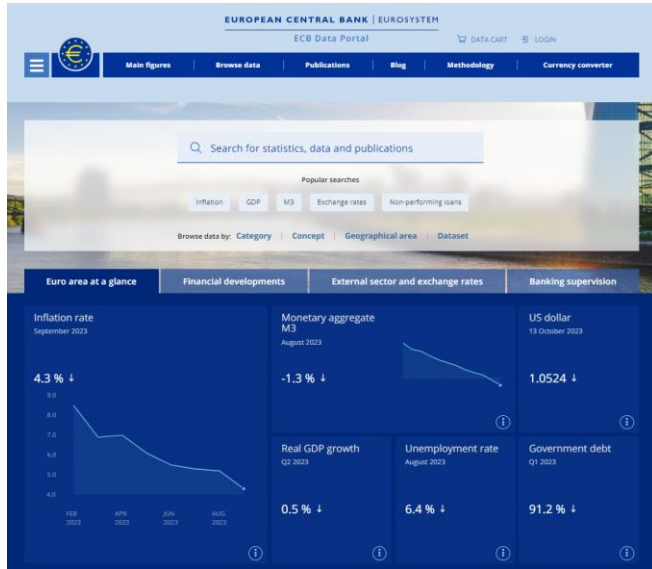 EUROPEAN CENTRAL BANK | EUROSYSTEM
ECB Data Portal
DATA CART
LOGIN
Main figures | Browse data | Publications | Blog | Methodology | Currency converter
Search for statistics, data and publications
Popular searches
Inflation GDP M3 Exchange rates Non-performing loans
Browse data by: Category | Concept | Geographical area | Dataset
Euro area at a glance
Financial developments
External sector and exchange rates
Banking supervision
Inflation rate
September 2023
4.3 % ↓
9.0
8.0
7.0
6.0
5.0
4.0
FEB 2023
APR 2023
JUN 2023
AUG 2023
Monetary aggregate
M3
August 2023
-1.3 % ↓
US dollar
13 October 2023
1.0524 ↓
Real GDP growth
Q2 2023
0.5 % ↓
Unemployment rate
August 2023
6.4 % ↓
Government debt
Q1 2023
91.2 % ↓